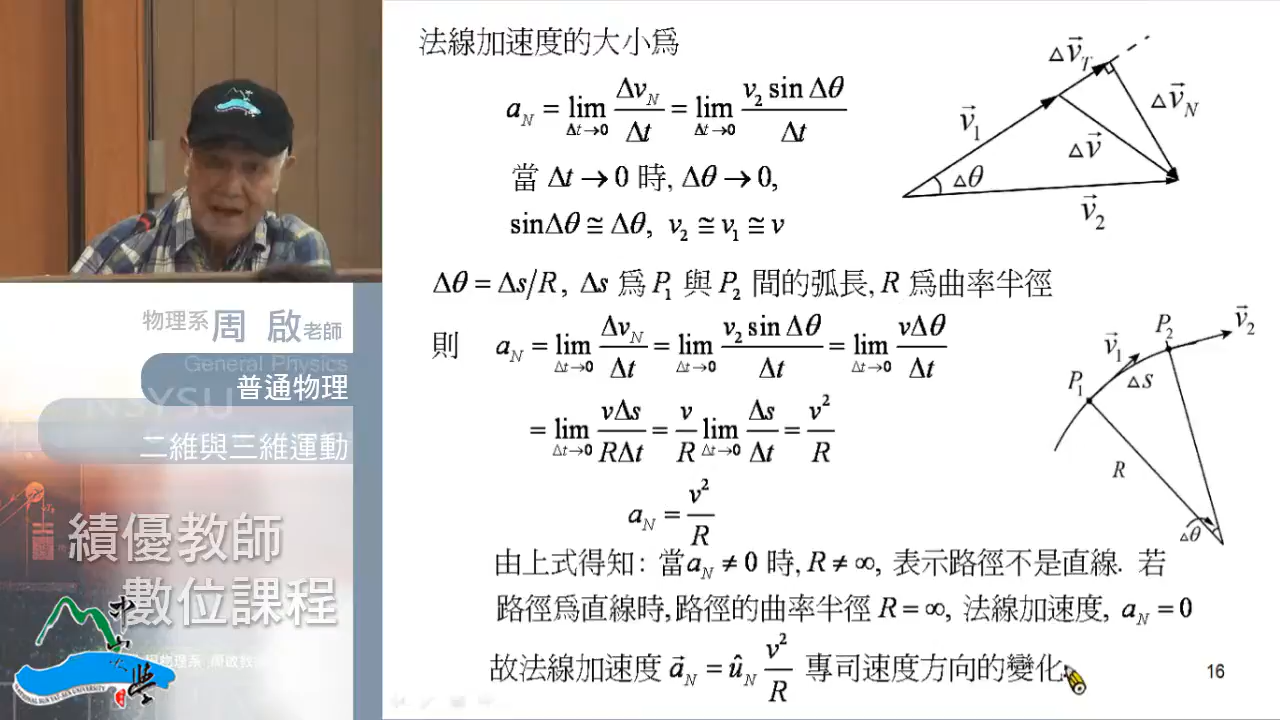 法線加速度的大小爲
a_N = lim_{Δt→0} Δv_N/Δt = lim_{Δt→0} v_2 sin Δθ/Δt
當 Δt → 0 時, Δθ → 0,
sinΔθ ≅ Δθ, v_2 ≅ v_1 ≅ v
Δθ = Δs/R, Δs 爲 P_1 與 P_2 間的弧長, R 爲曲率半徑
則 a_N = lim_{Δt→0} Δv_N/Δt = lim_{Δt→0} v_2 sin Δθ/Δt = lim_{Δt→0} vΔθ/Δt
= lim_{Δt→0} vΔs/RΔt = v/R lim_{Δt→0} Δs/Δt = v²/R
a_N = v²/R
由上式得知: 當 a_N ≠ 0 時, R ≠ ∞, 表示路徑不是直線. 若
路徑爲直線時, 路徑的曲率半徑 R = ∞, 法線加速度, a_N = 0
故法線加速度 a⃗_N = û_N v²/R 專司速度方向的變化
16
Δv⃗_T
Δv⃗_N
v⃗_1
Δv⃗
Δθ
v⃗_2
P_2
v⃗_2
v⃗_1
P_1
Δs
R
Δθ
物理系 周 啟 老師
General Physics
普通物理
NSYSU
二維與三維運動
績優教師
數位課程